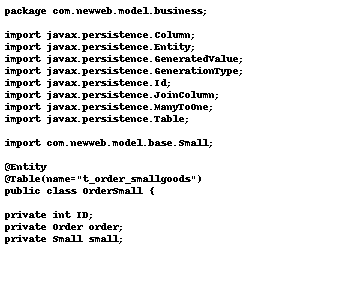 package com.newweb.model.business;
import javax.persistence.Column;
import javax.persistence.Entity;
import javax.persistence.GeneratedValue;
import javax.persistence.GenerationType;
import javax.persistence.Id;
import javax.persistence.JoinColumn;
import javax.persistence.ManyToOne;
import javax.persistence.Table;
import com.newweb.model.base.Small;
@Entity
@Table(name="t_order_smallgoods")
public class OrderSmall {
private int ID;
private Order order;
private Small small;